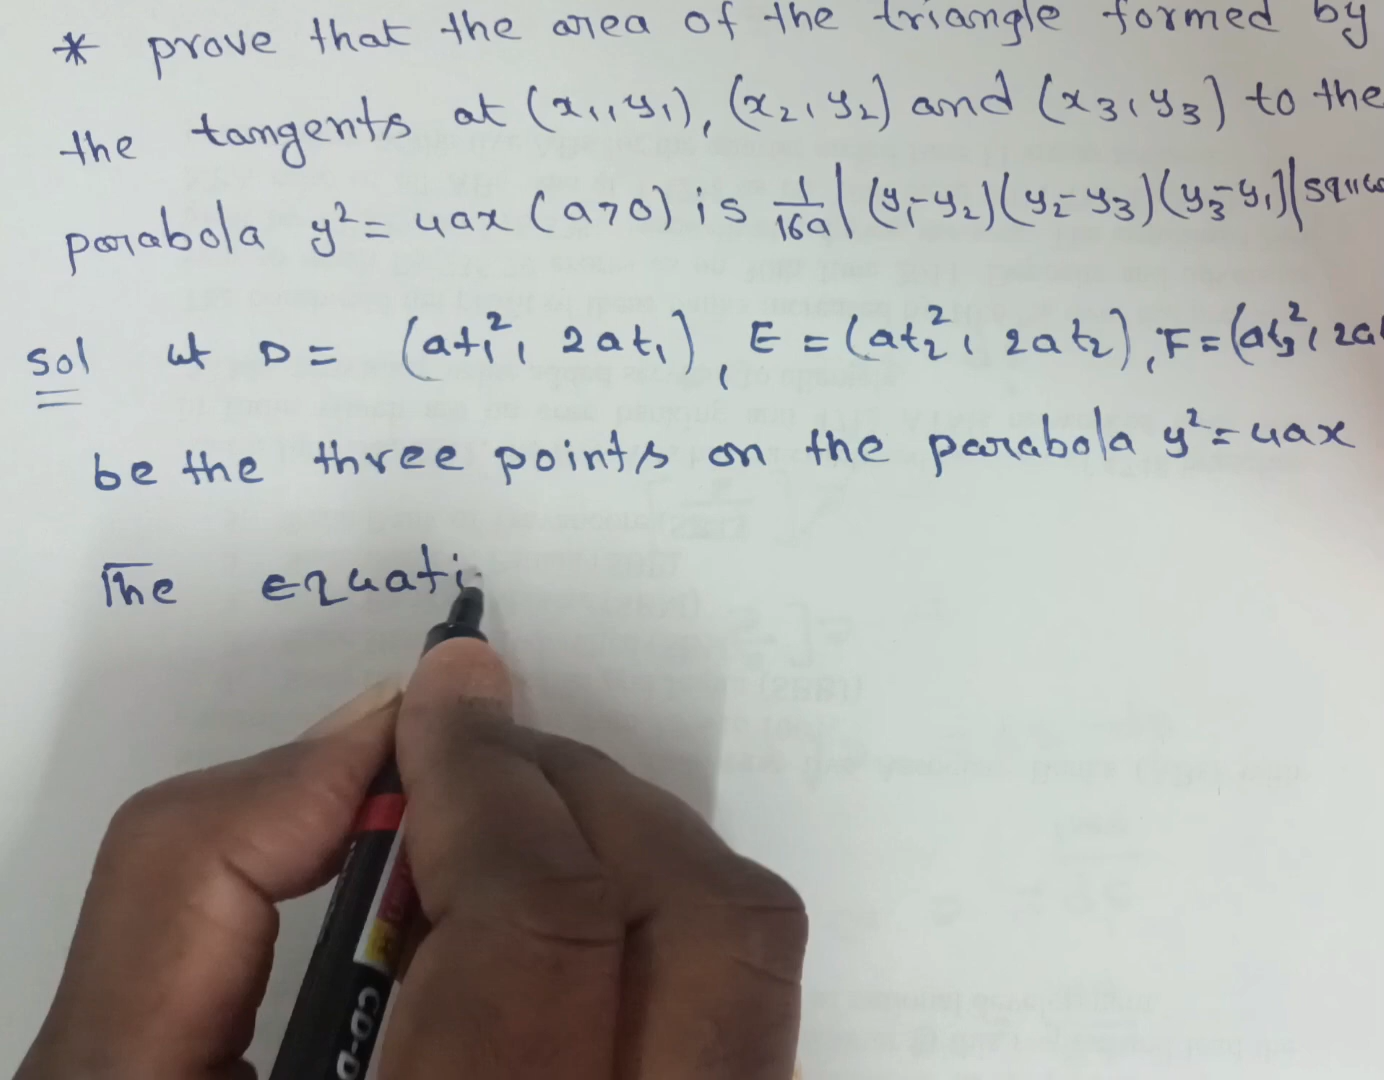 * prove that the area of the triangle formed by
the tangents at (x₁, y₁), (x₂, y₂) and (x₃, y₃) to the
parabola y² = 4ax (a>0) is 1/16a |(y₁-y₂)(y₂-y₃)(y₃-y₁)|
Sol let D = (at₁², 2at₁), E = (at₂², 2at₂), F = (at₃², 2a
be the three points on the parabola y² = 4ax
The Equati
CO-D